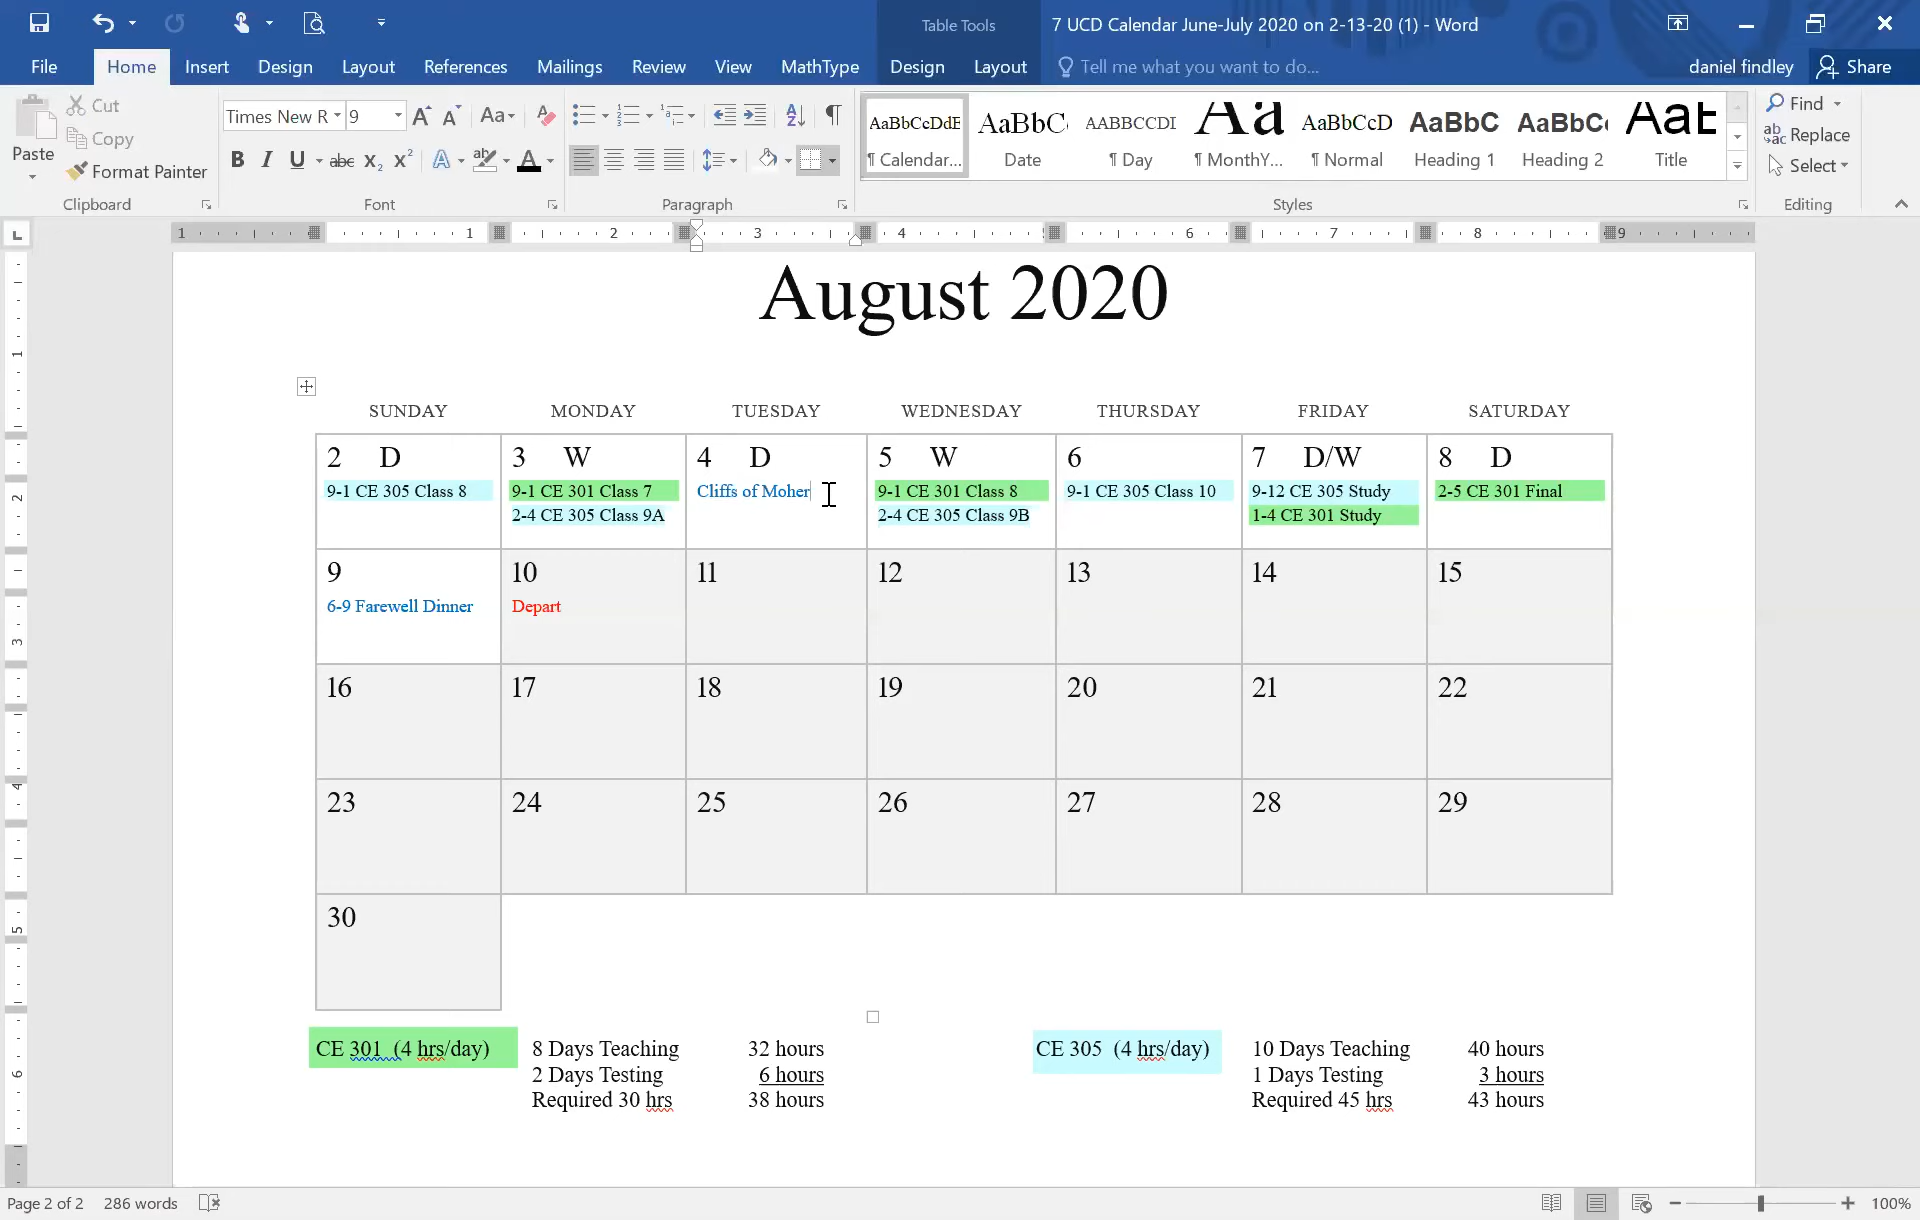 Table Tools
7 UCD Calendar June-July 2020 on 2-13-20 (1) - Word
File Home Insert Design Layout References Mailings Review View MathType Design Layout Tell me what you want to do... daniel findley Share
Paste
Cut
Copy
Format Painter
Clipboard
Times New R 9
Font
Paragraph
AaBbCcDdE AaBbC AABBCCDI Aa AaBbCcD AaBbC AaBbC AaB
¶ Calendar... Date ¶ Day ¶ MonthY... ¶ Normal Heading 1 Heading 2 Title
Styles
Find
Replace
Select
Editing
1 1 2 3 4 6 7 8 9
August 2020
SUNDAY MONDAY TUESDAY WEDNESDAY THURSDAY FRIDAY SATURDAY
2 D 3 W 4 D 5 W 6 7 D/W 8 D
9-1 CE 305 Class 8 9-1 CE 301 Class 7 Cliffs of Moher 9-1 CE 301 Class 8 9-1 CE 305 Class 10 9-12 CE 305 Study 2-5 CE 301 Final
2-4 CE 305 Class 9A 2-4 CE 305 Class 9B 1-4 CE 301 Study
9 10 11 12 13 14 15
6-9 Farewell Dinner Depart
16 17 18 19 20 21 22
23 24 25 26 27 28 29
30
CE 301 (4 hrs/day) 8 Days Teaching 32 hours CE 305 (4 hrs/day) 10 Days Teaching 40 hours
2 Days Testing 6 hours 1 Days Testing 3 hours
Required 30 hrs 38 hours Required 45 hrs 43 hours
Page 2 of 2 286 words 100%